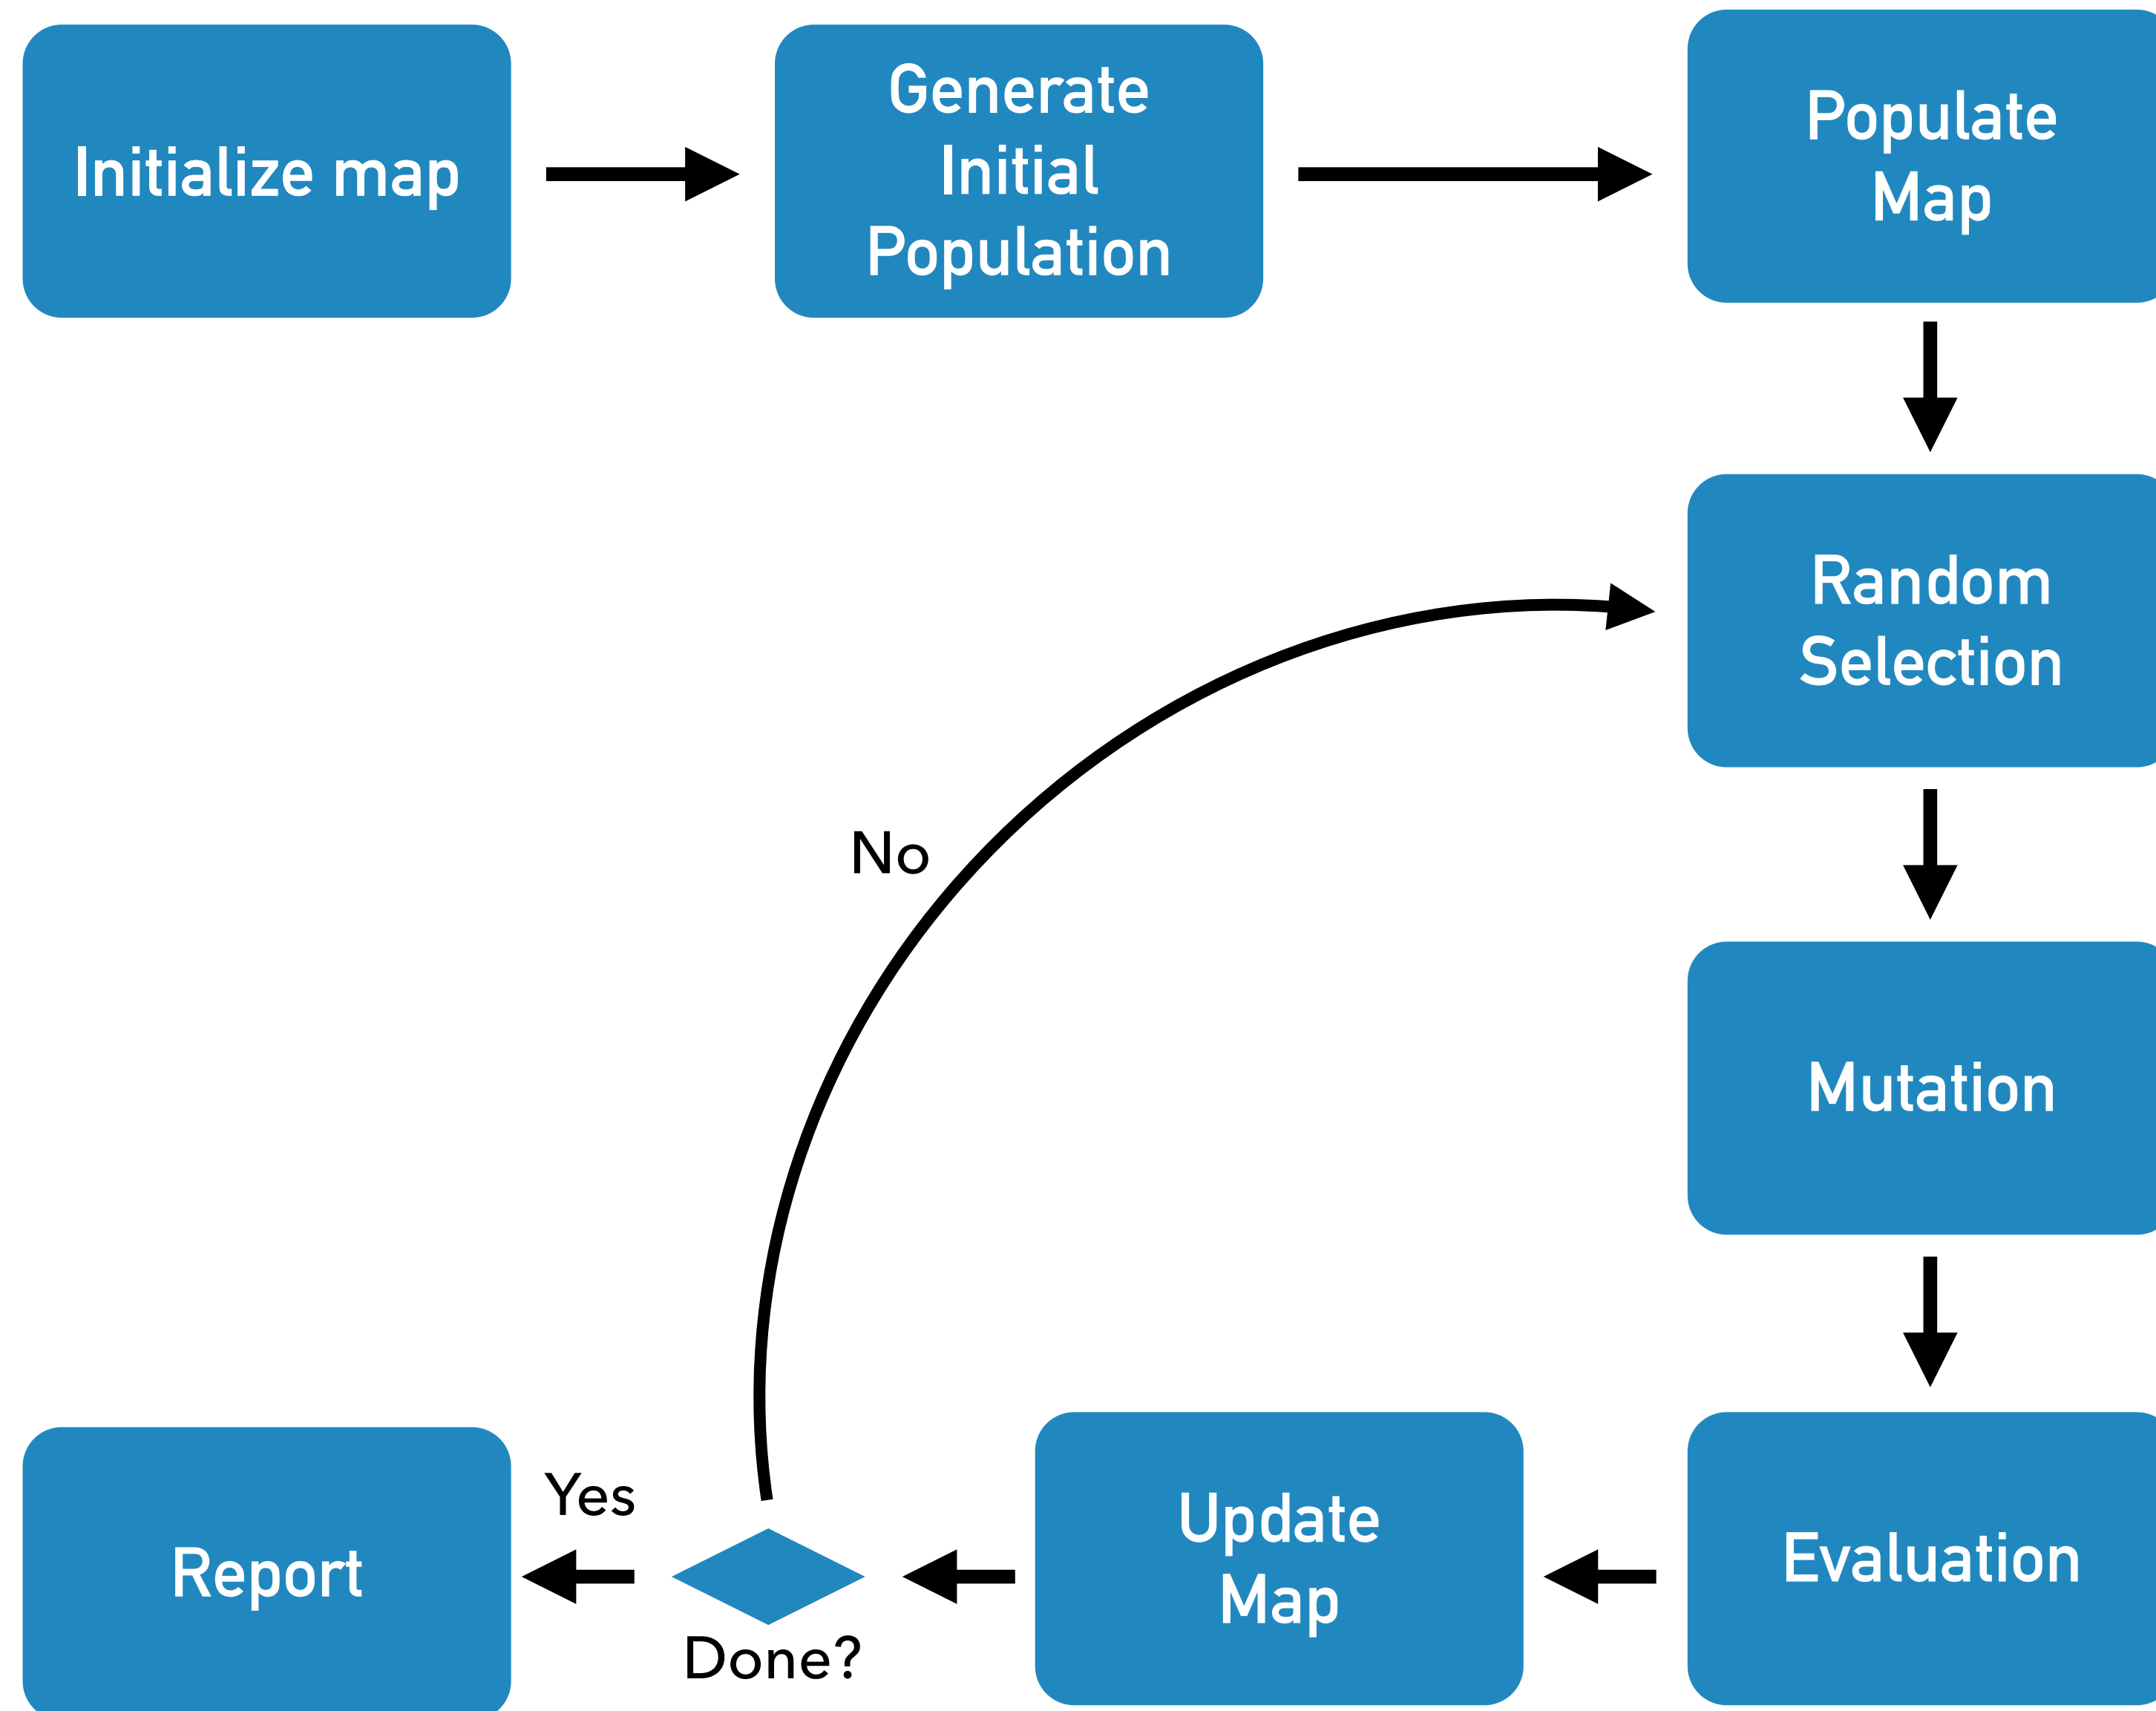 Initialize map
Generate
Initial
Population
Populate
Map
Random
Selection
No
Mutation
Evaluation
Update
Map
Done?
Yes
Report